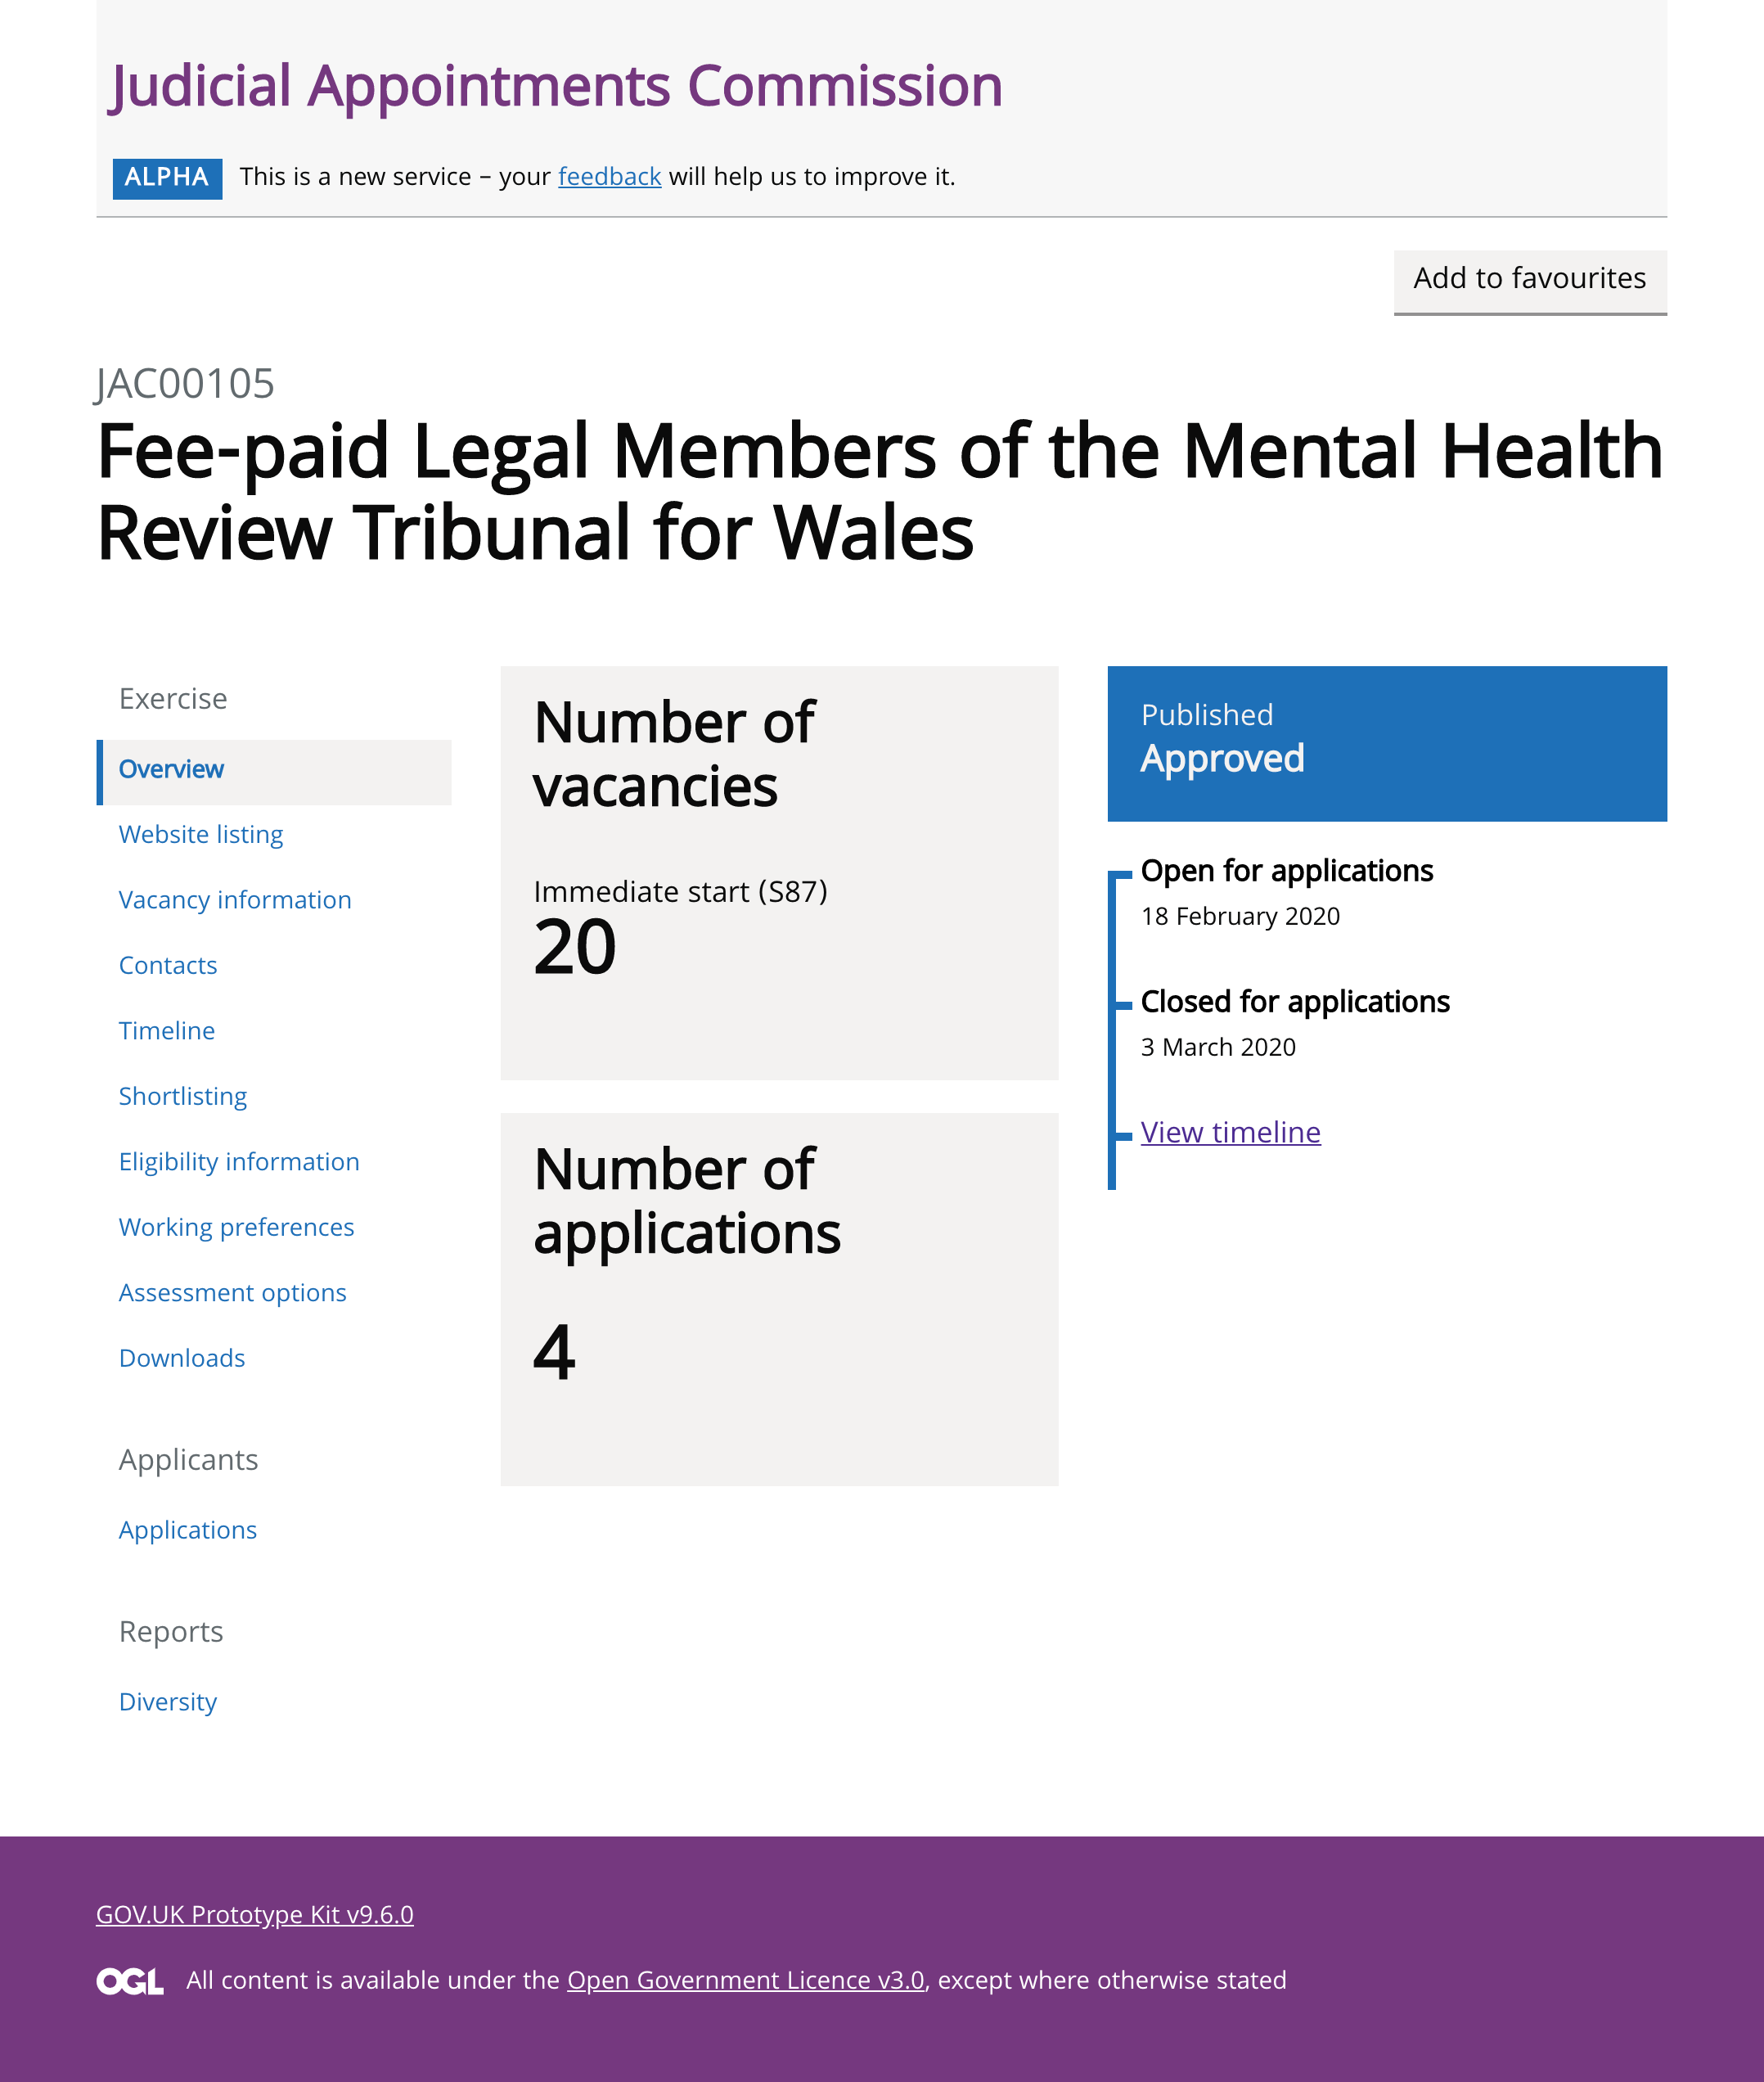 Judicial Appointments Commission
ALPHA This is a new service – your feedback will help us to improve it.
Add to favourites
JAC00105
Fee-paid Legal Members of the Mental Health
Review Tribunal for Wales
Exercise
Overview
Website listing
Vacancy information
Contacts
Timeline
Shortlisting
Eligibility information
Working preferences
Assessment options
Downloads
Applicants
Applications
Reports
Diversity
Number of
vacancies
Immediate start (S87)
20
Number of
applications
4
Published
Approved
Open for applications
18 February 2020
Closed for applications
3 March 2020
View timeline
GOV.UK Prototype Kit v9.6.0
OGL All content is available under the Open Government Licence v3.0, except where otherwise stated